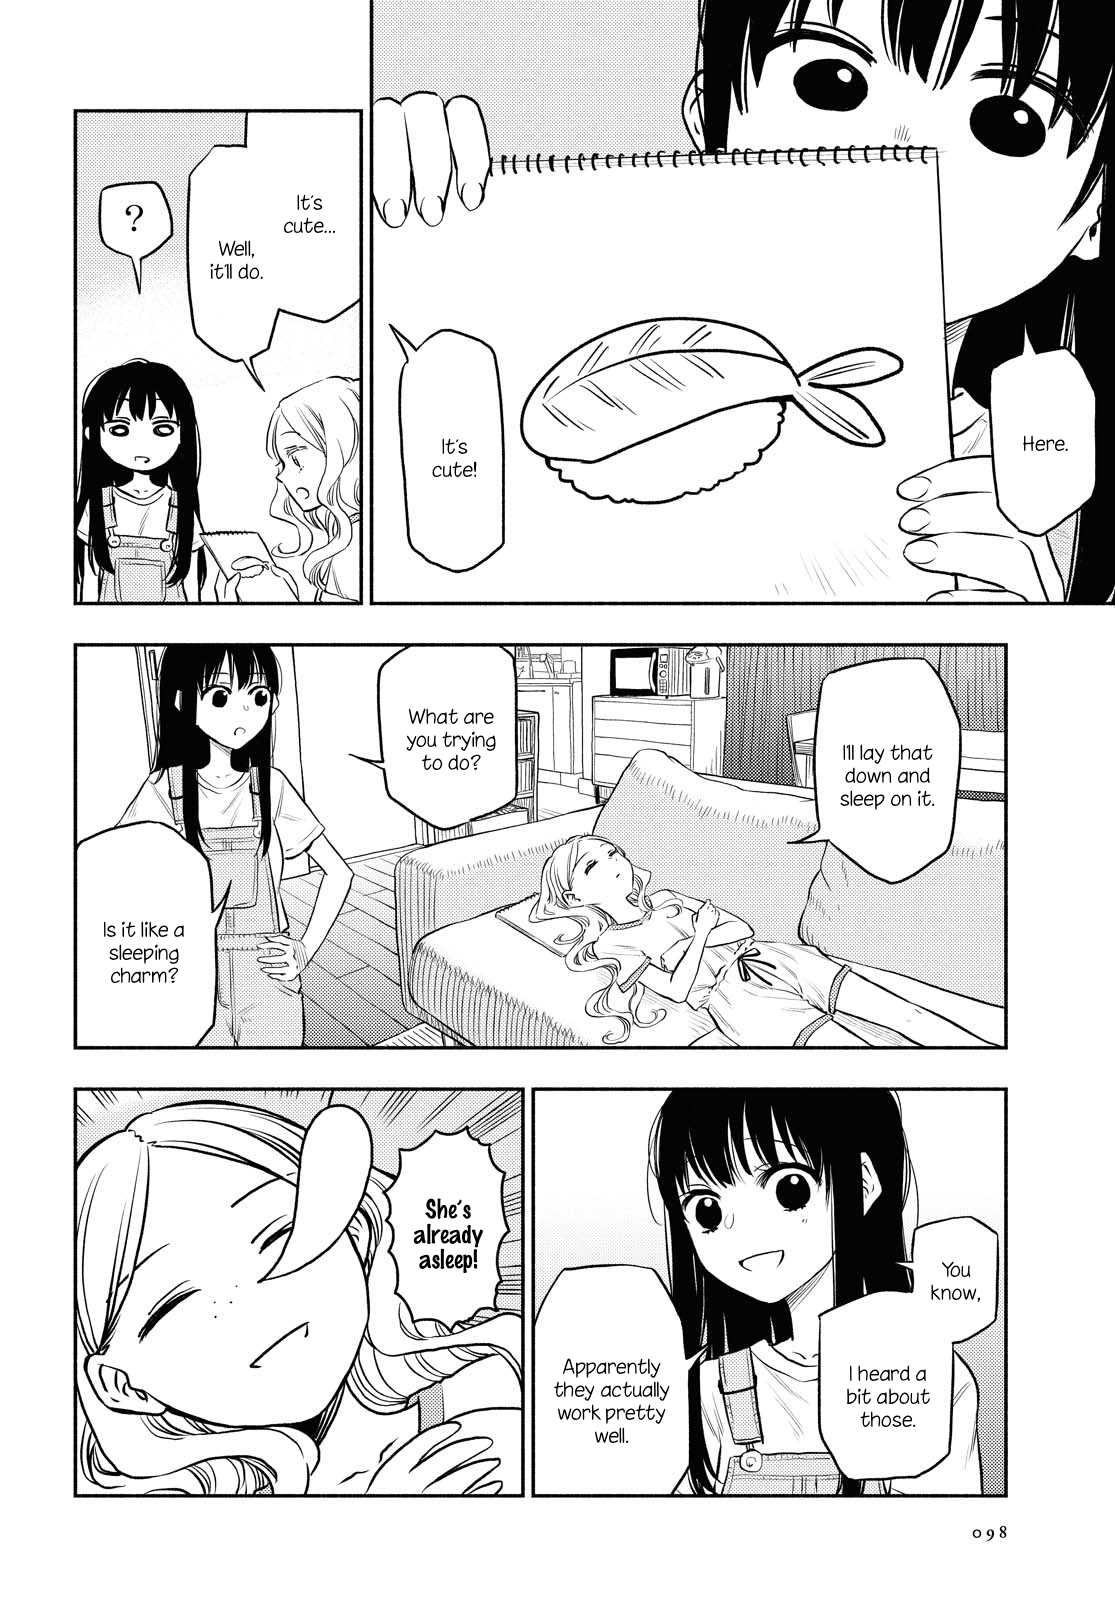 Here.
It's
cute!
It's
cute...
Well,
it'll do.
?
I'll lay that
down and
sleep on it.
What are
you trying
to do?
Is it like a
sleeping
charm?
You
know,
I heard a
bit about
those.
Apparently
they actually
work pretty
well.
She's
already
asleep!
098